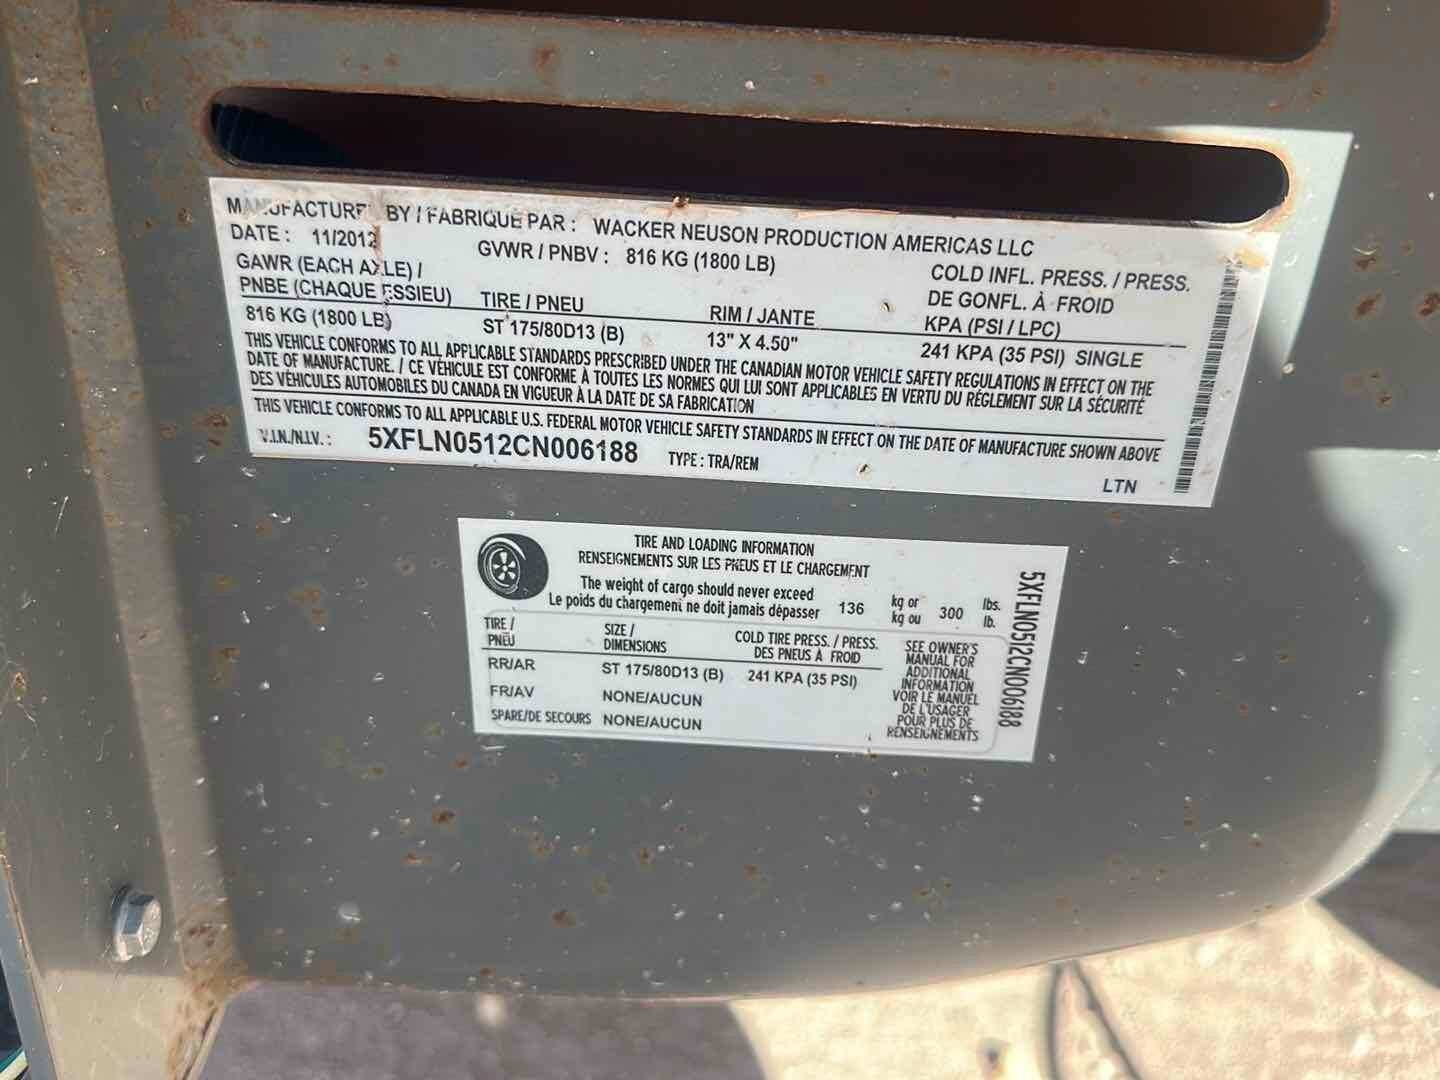 MANUFACTURED BY / FABRIQUÉ PAR : WACKER NEUSON PRODUCTION AMERICAS LLC
DATE : 11/2012 GVWR / PNBV : 816 KG (1800 LB)
GAWR (EACH AXLE) /
PNBE (CHAQUE ESSIEU) TIRE / PNEU RIM / JANTE COLD INFL. PRESS. / PRESS.
DE GONFL. À FROID
KPA (PSI / LPC)
816 KG (1800 LB) ST 175/80D13 (B) 13" X 4.50" 241 KPA (35 PSI) SINGLE
THIS VEHICLE CONFORMS TO ALL APPLICABLE STANDARDS PRESCRIBED UNDER THE CANADIAN MOTOR VEHICLE SAFETY REGULATIONS IN EFFECT ON THE
DATE OF MANUFACTURE. / CE VÉHICULE EST CONFORME À TOUTES LES NORMES QUI LUI SONT APPLICABLES EN VERTU DU RÉGLEMENT SUR LA SÉCURITÉ
DES VÉHICULES AUTOMOBILES DU CANADA EN VIGUEUR À LA DATE DE SA FABRICATION
THIS VEHICLE CONFORMS TO ALL APPLICABLE U.S. FEDERAL MOTOR VEHICLE SAFETY STANDARDS IN EFFECT ON THE DATE OF MANUFACTURE SHOWN ABOVE
V.I.N./N.I.V. : 5XFLN0512CN006188 TYPE : TRA/REM
LTN
TIRE AND LOADING INFORMATION
RENSEIGNEMENTS SUR LES PNEUS ET LE CHARGEMENT
The weight of cargo should never exceed
Le poids du chargement ne doit jamais dépasser 136 kg or
kg ou 300 lbs.
lb.
TIRE /
PNEU SIZE /
DIMENSIONS COLD TIRE PRESS. / PRESS.
DES PNEUS À FROID
RR/AR ST 175/80D13 (B) 241 KPA (35 PSI)
FR/AV NONE/AUCUN
SPARE/DE SECOURS NONE/AUCUN
SEE OWNER'S
MANUAL FOR
ADDITIONAL
INFORMATION
VOIR LE MANUEL
DE L'USAGER
POUR PLUS DE
RENSEIGNEMENTS
5XFLN0512CN006188